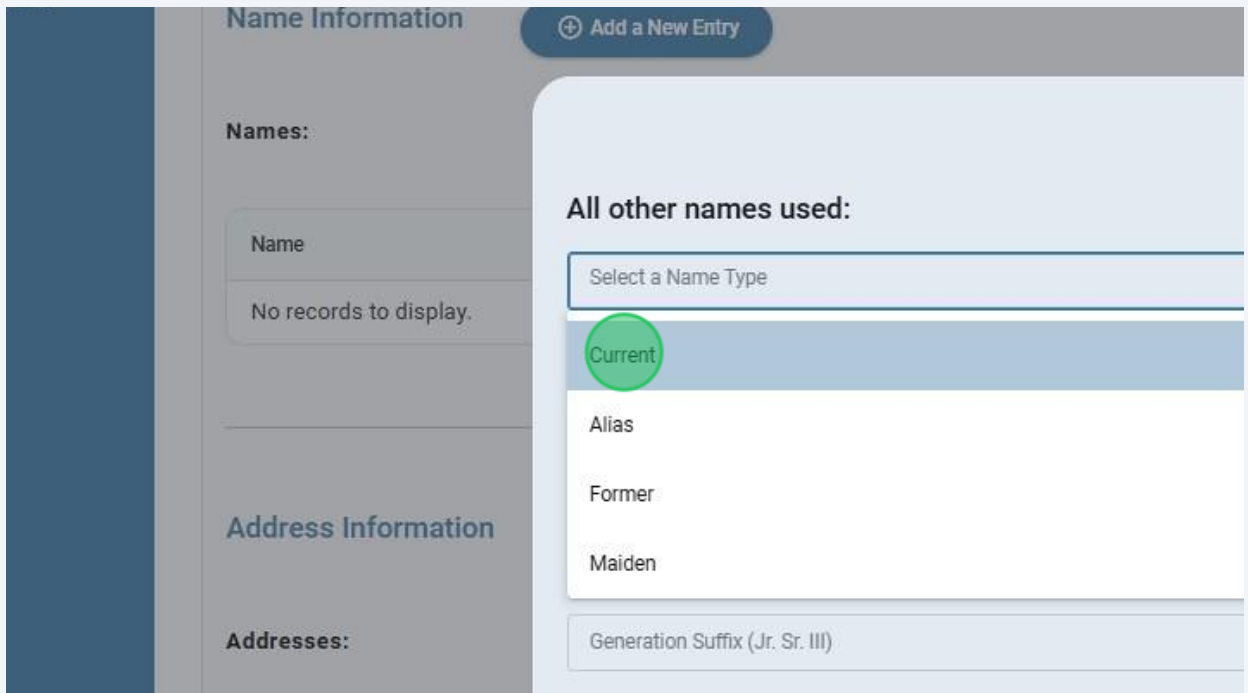 Name Information
Add a New Entry
Names:
All other names used:
Name
Select a Name Type
No records to display.
Current
Alias
Former
Address Information
Maiden
Addresses:
Generation Suffix (Jr. Sr. III)